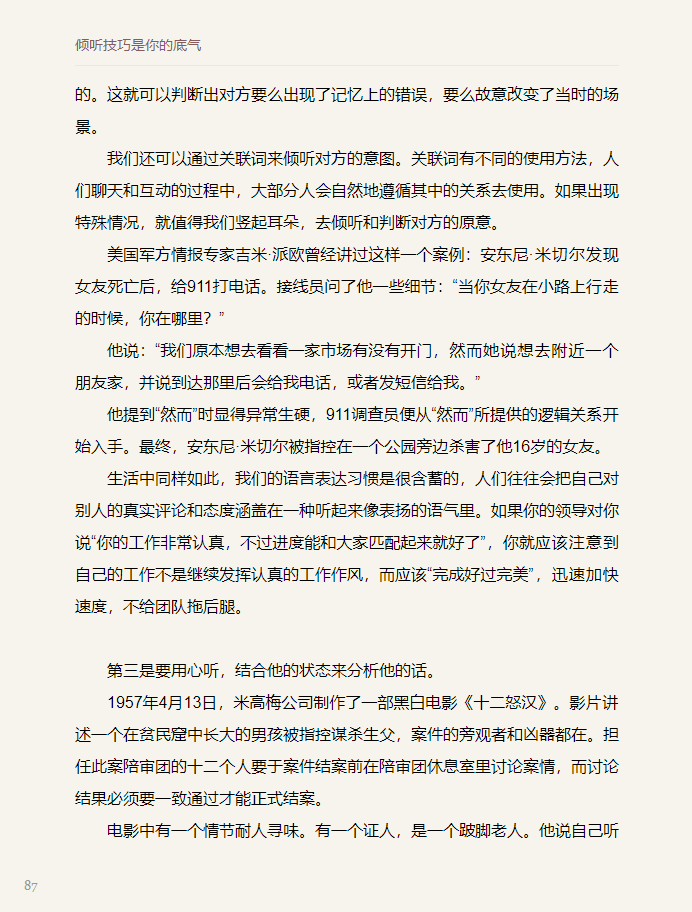 倾听技巧是你的底气
的。这就可以判断出对方要么出现了记忆上的错误，要么故意改变了当时的场
景。
我们还可以通过关联词来倾听对方的意图。关联词有不同的使用方法，人
们聊天和互动的过程中，大部分人会自然地遵循其中的关系去使用。如果出现
特殊情况，就值得我们竖起耳朵，去倾听和判断对方的原意。
美国军方情报专家吉米·派欧曾经讲过这样一个案例：安东尼·米切尔发现
女友死亡后，给911打电话。接线员问了他一些细节：“当你女友在小路上行走
的时候，你在哪里？”
他说：“我们原本想去看看一家市场有没有开门，然而她说想去附近一个
朋友家，并说到达那里后会给我电话，或者发短信给我。”
他提到“然而”时显得异常生硬，911调查员便从“然而”所提供的逻辑关系开
始入手。最终，安东尼·米切尔被指控在一个公园旁边杀害了他16岁的女友。
生活中同样如此，我们的语言表达习惯是很含蓄的，人们往往会把自己对
别人的真实评论和态度涵盖在一种听起来像表扬的语气里。如果你的领导对你
说“你的工作非常认真，不过进度能和大家匹配起来就好了”，你就应该注意到
自己的工作不是继续发挥认真的工作作风，而应该“完成好过完美”，迅速加快
速度，不给团队拖后腿。
第三是要用心听，结合他的状态来分析他的话。
1957年4月13日，米高梅公司制作了一部黑白电影《十二怒汉》。影片讲
述一个在贫民窟中长大的男孩被指控谋杀生父，案件的旁观者和凶器都在。担
任此案陪审团的十二个人要于案件结案前在陪审团休息室里讨论案情，而讨论
结果必须要一致通过才能正式结案。
电影中有一个情节耐人寻味。有一个证人，是一个跛脚老人。他说自己听
87